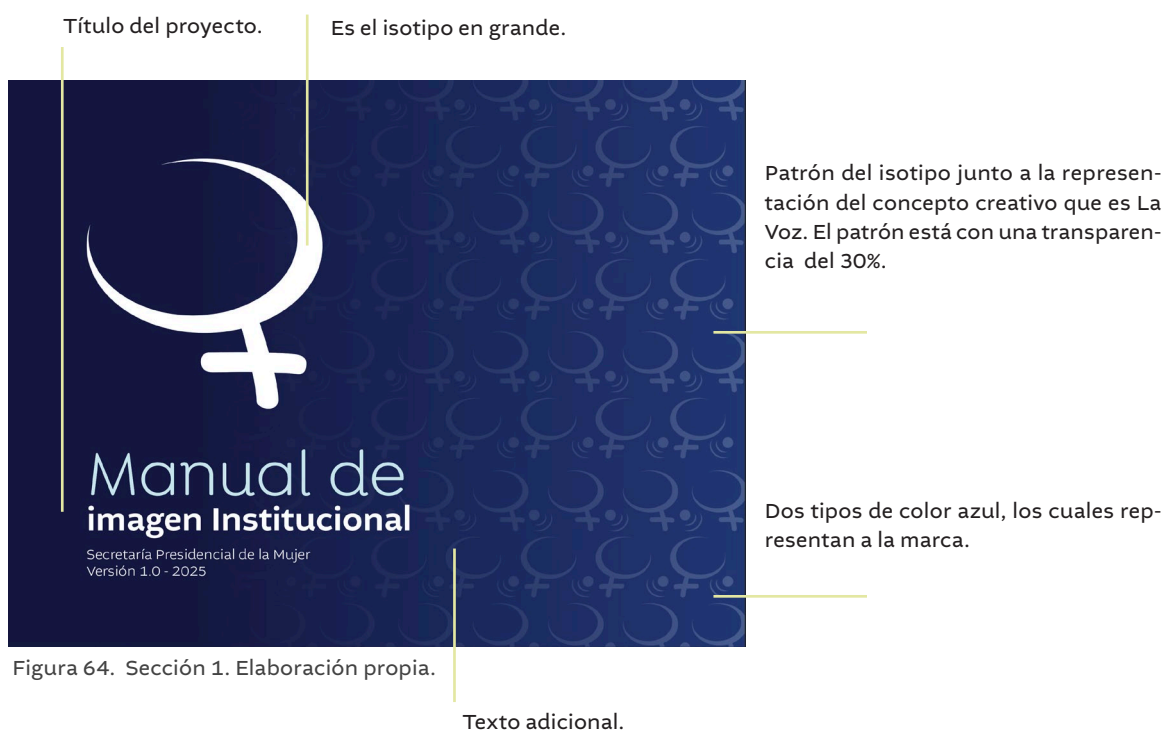 Título del proyecto.
Es el isotipo en grande.
Patrón del isotipo junto a la represen-
tación del concepto creativo que es La
Voz. El patrón está con una transparen-
cia  del 30%.
Manual de
imagen Institucional
Secretaría Presidencial de la Mujer
Versión 1.0 - 2025
Dos tipos de color azul, los cuales rep-
resentan a la marca.
Figura 64.  Sección 1. Elaboración propia.
Texto adicional.